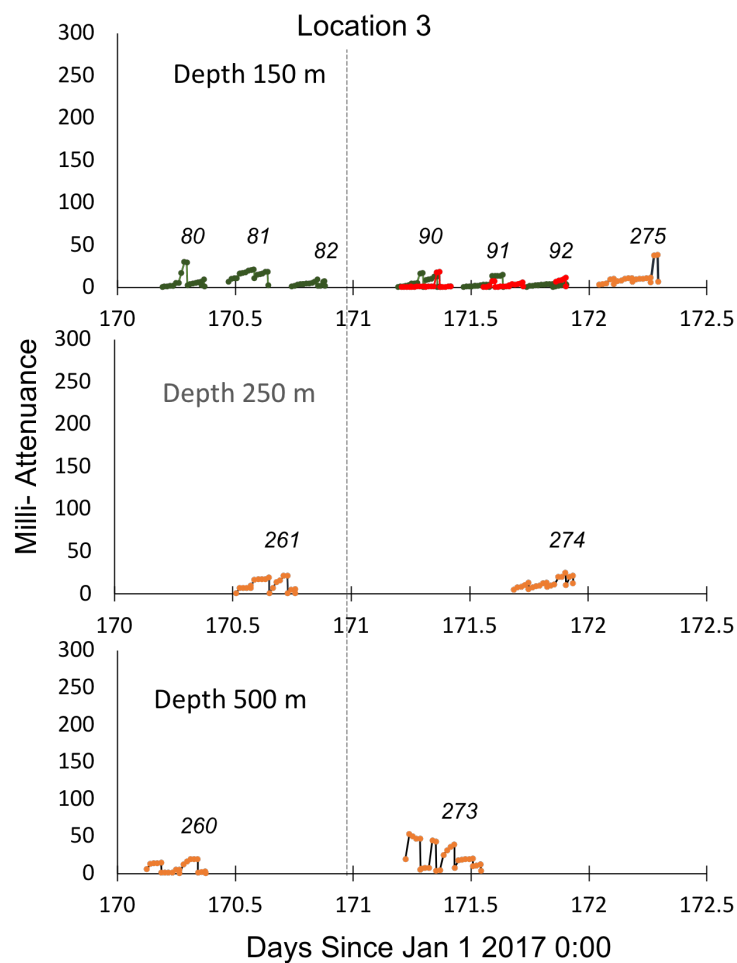 Location 3
300
Depth 150 m
250
200
150
100
50
0
80 81 82 90 91 92 275
170 170.5 171 171.5 172 172.5
Milli- Attenuance
300
Depth 250 m
250
200
150
100
50
0
261 274
170 170.5 171 171.5 172 172.5
300
Depth 500 m
250
200
150
100
50
0
260 273
170 170.5 171 171.5 172 172.5
Days Since Jan 1 2017 0:00